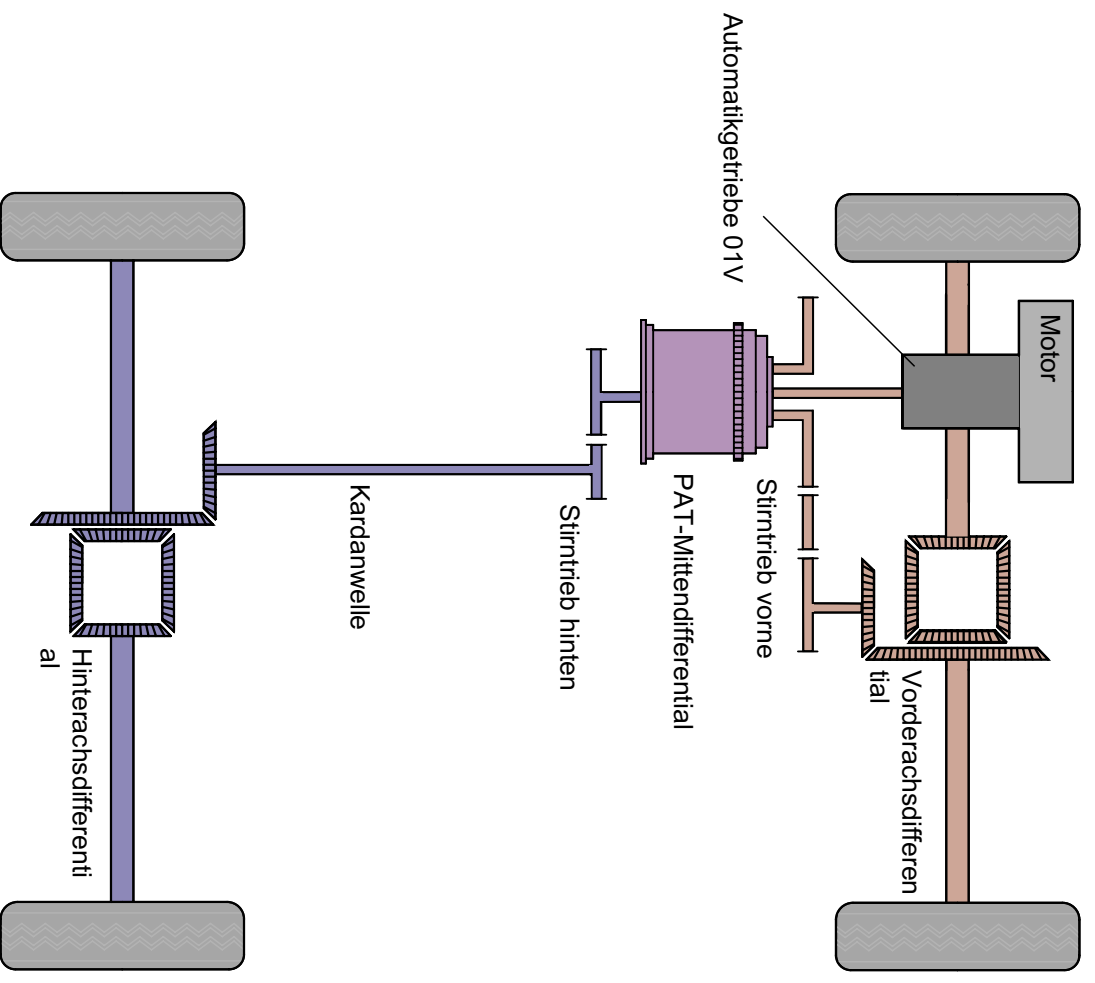 Motor
Automatikgetriebe 01V
Vorderachsdifferen
tial
Stirntrieb vorne
PAT-Mittendifferential
Stirntrieb hinten
Kardanwelle
Hinterachsdifferenti
al